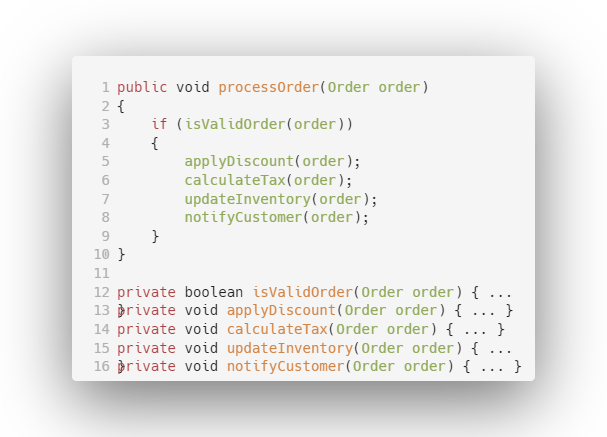 1 public void processOrder(Order order)
2 {
3 if (isValidOrder(order))
4 {
5 applyDiscount(order);
6 calculateTax(order);
7 updateInventory(order);
8 notifyCustomer(order);
9 }
10 }
11
12 private boolean isValidOrder(Order order) { ...
}
13 private void applyDiscount(Order order) { ... }
14 private void calculateTax(Order order) { ... }
15 private void updateInventory(Order order) { ...
}
16 private void notifyCustomer(Order order) { ... }